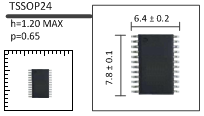 TSSOP24
h=1.20 MAX
p=0.65
6.4 ± 0.2
7.8 ± 0.1